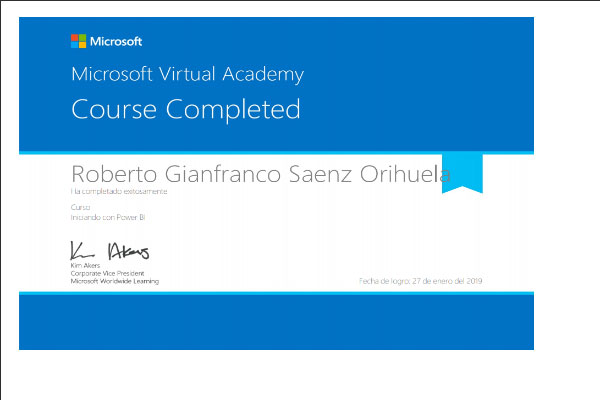 Microsoft
Microsoft Virtual Academy
Course Completed
Roberto Gianfranco Saenz Orihuela
Ha completado exitosamente
Curso
Iniciando con Power BI
Kim Akers
Kim Akers
Corporate Vice President
Microsoft Worldwide Learning
Fecha de logro: 27 de enero del 2019